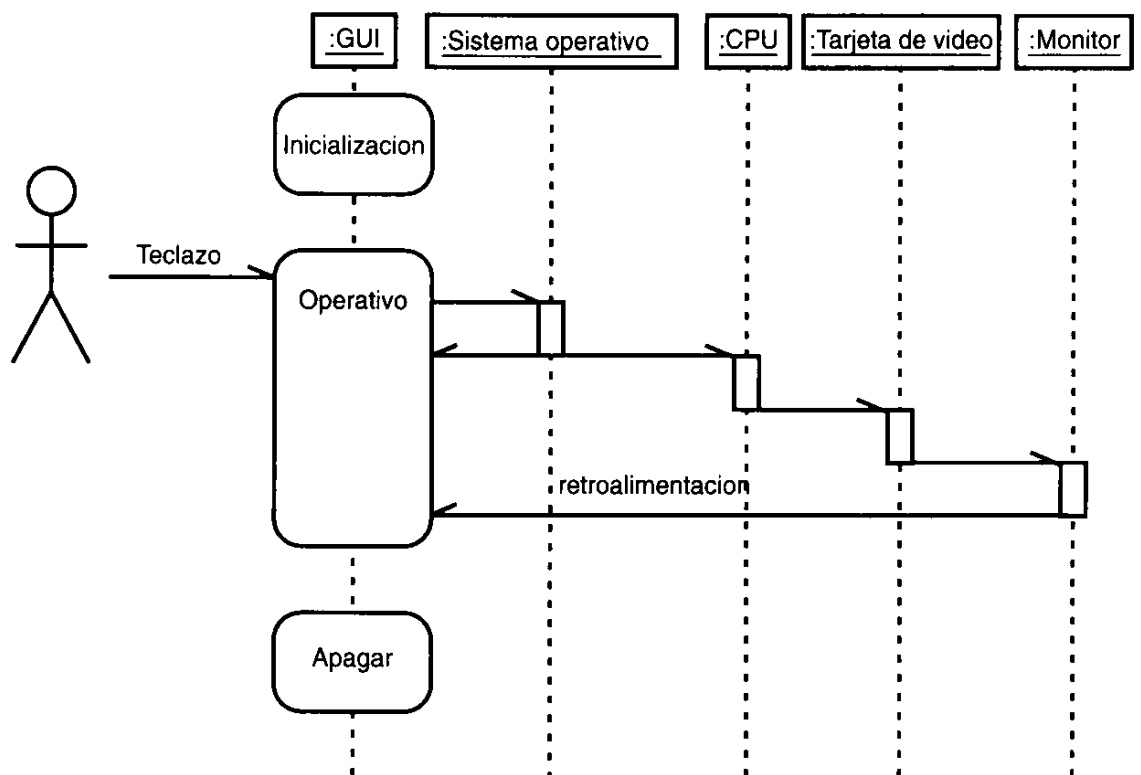 :GUI
:Sistema operativo
:CPU
:Tarjeta de video
:Monitor
Inicializacion
Teclazo
Operativo
retroalimentacion
Apagar